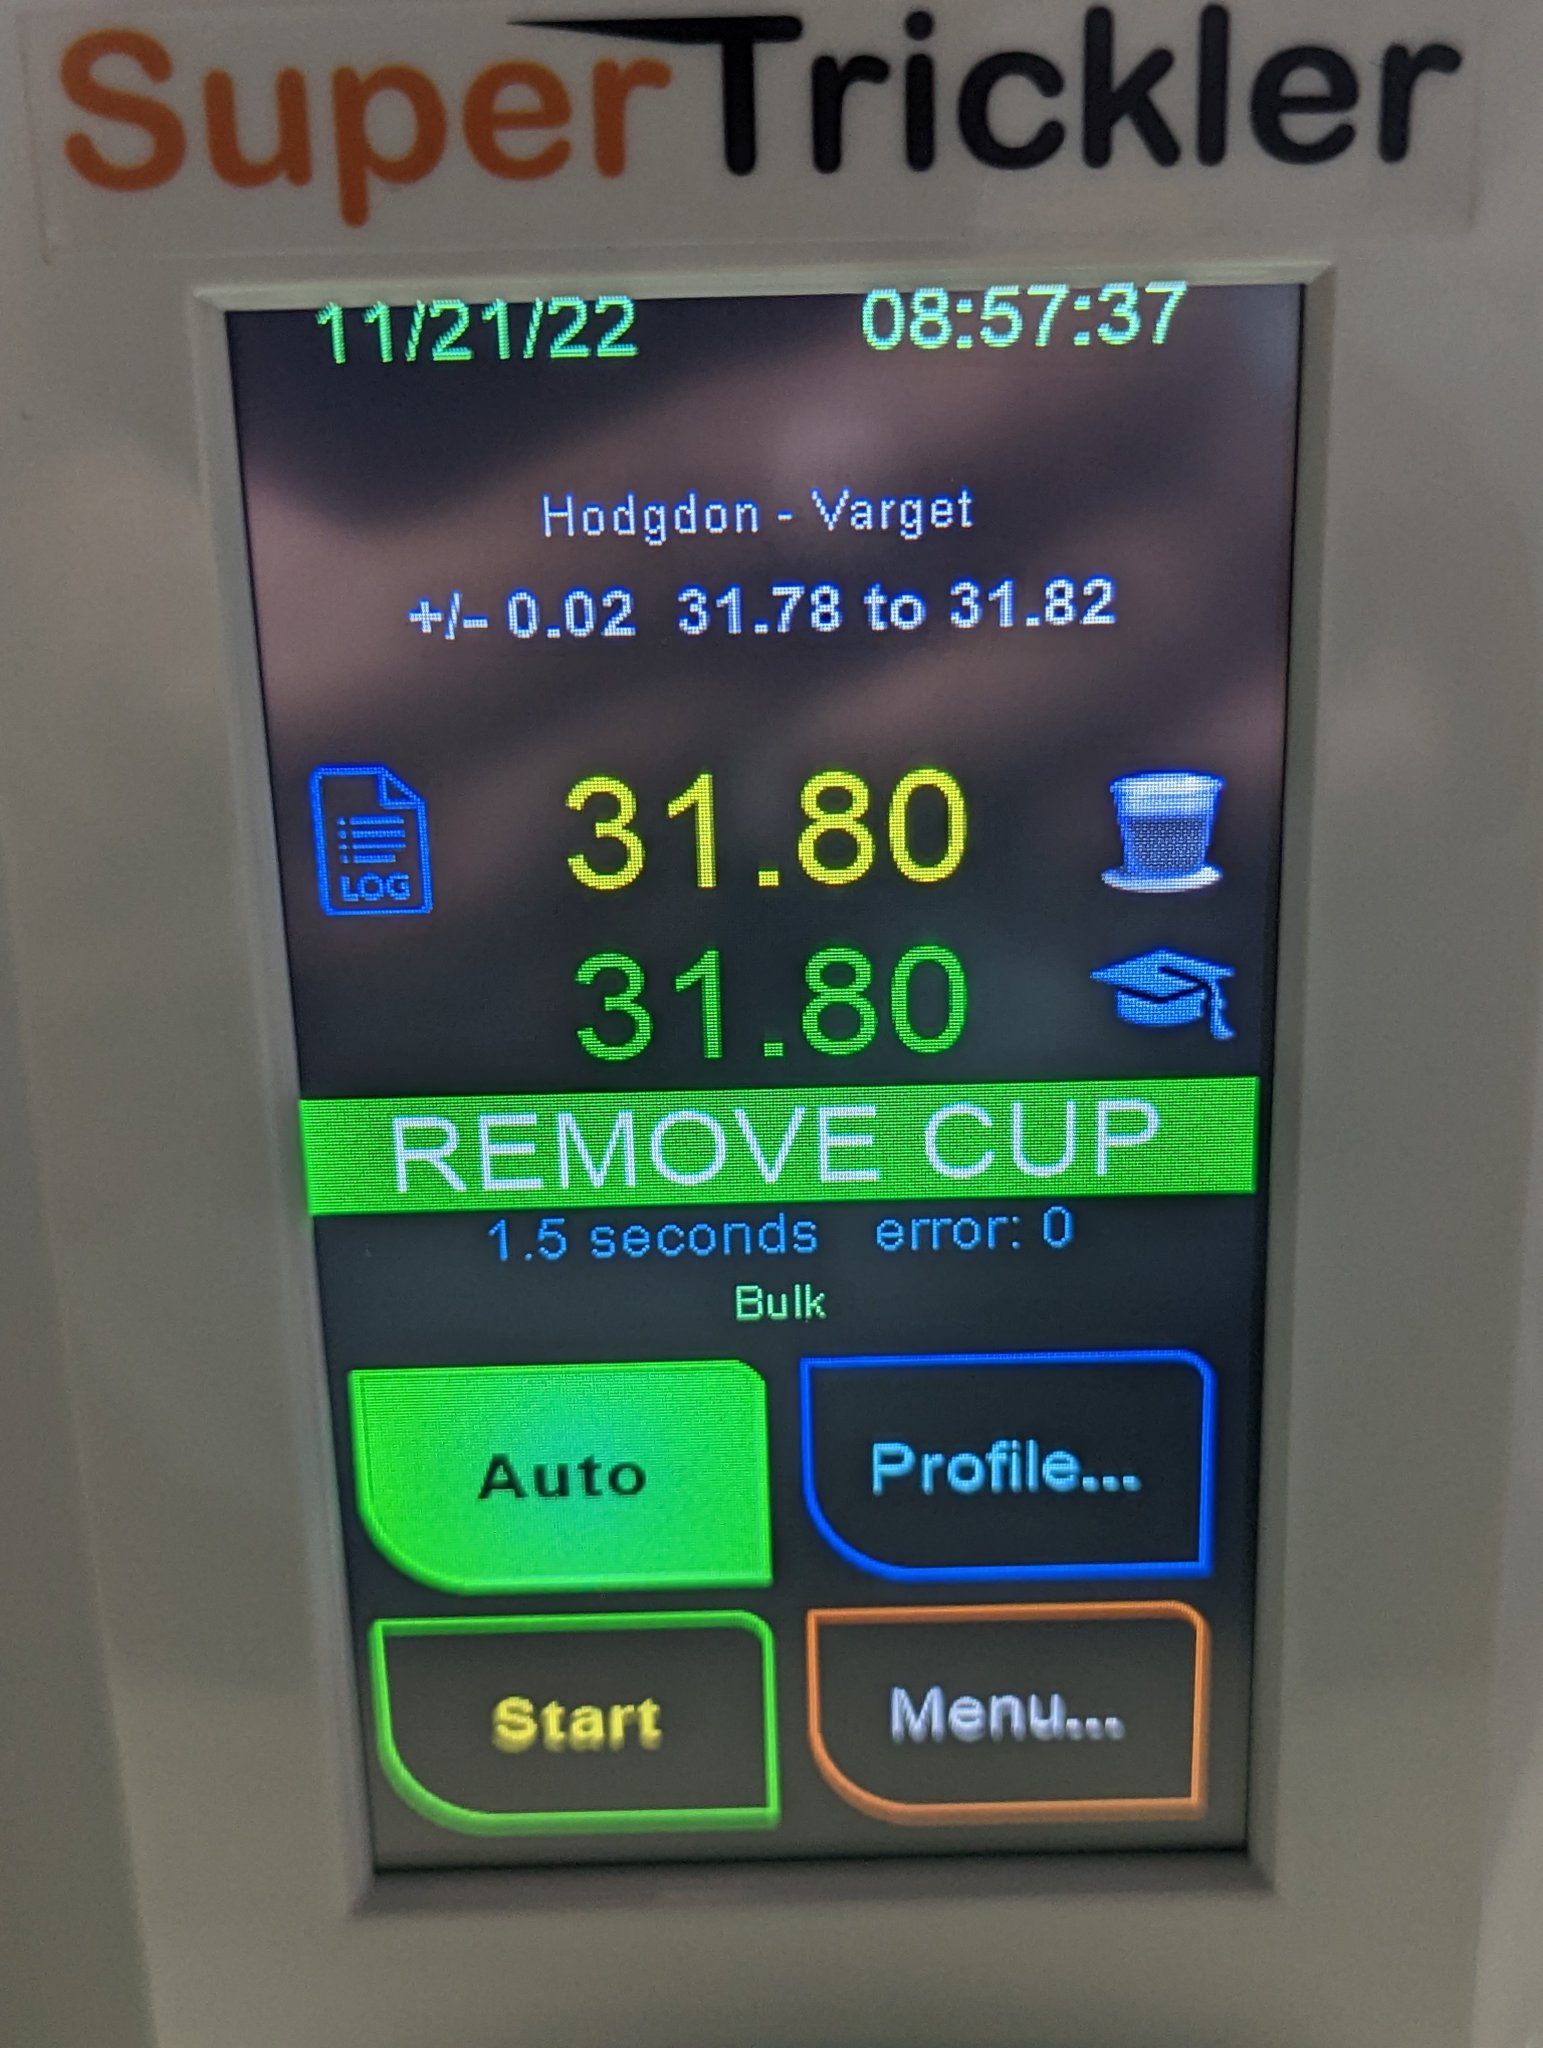 SuperTrickler
11/21/22 08:57:37
Hodgdon - Varget
+/- 0.02 31.78 to 31.82
31.80
LOG
31.80
REMOVE CUP
1.5 seconds error: 0
Bulk
Auto Profile...
Start Menu...